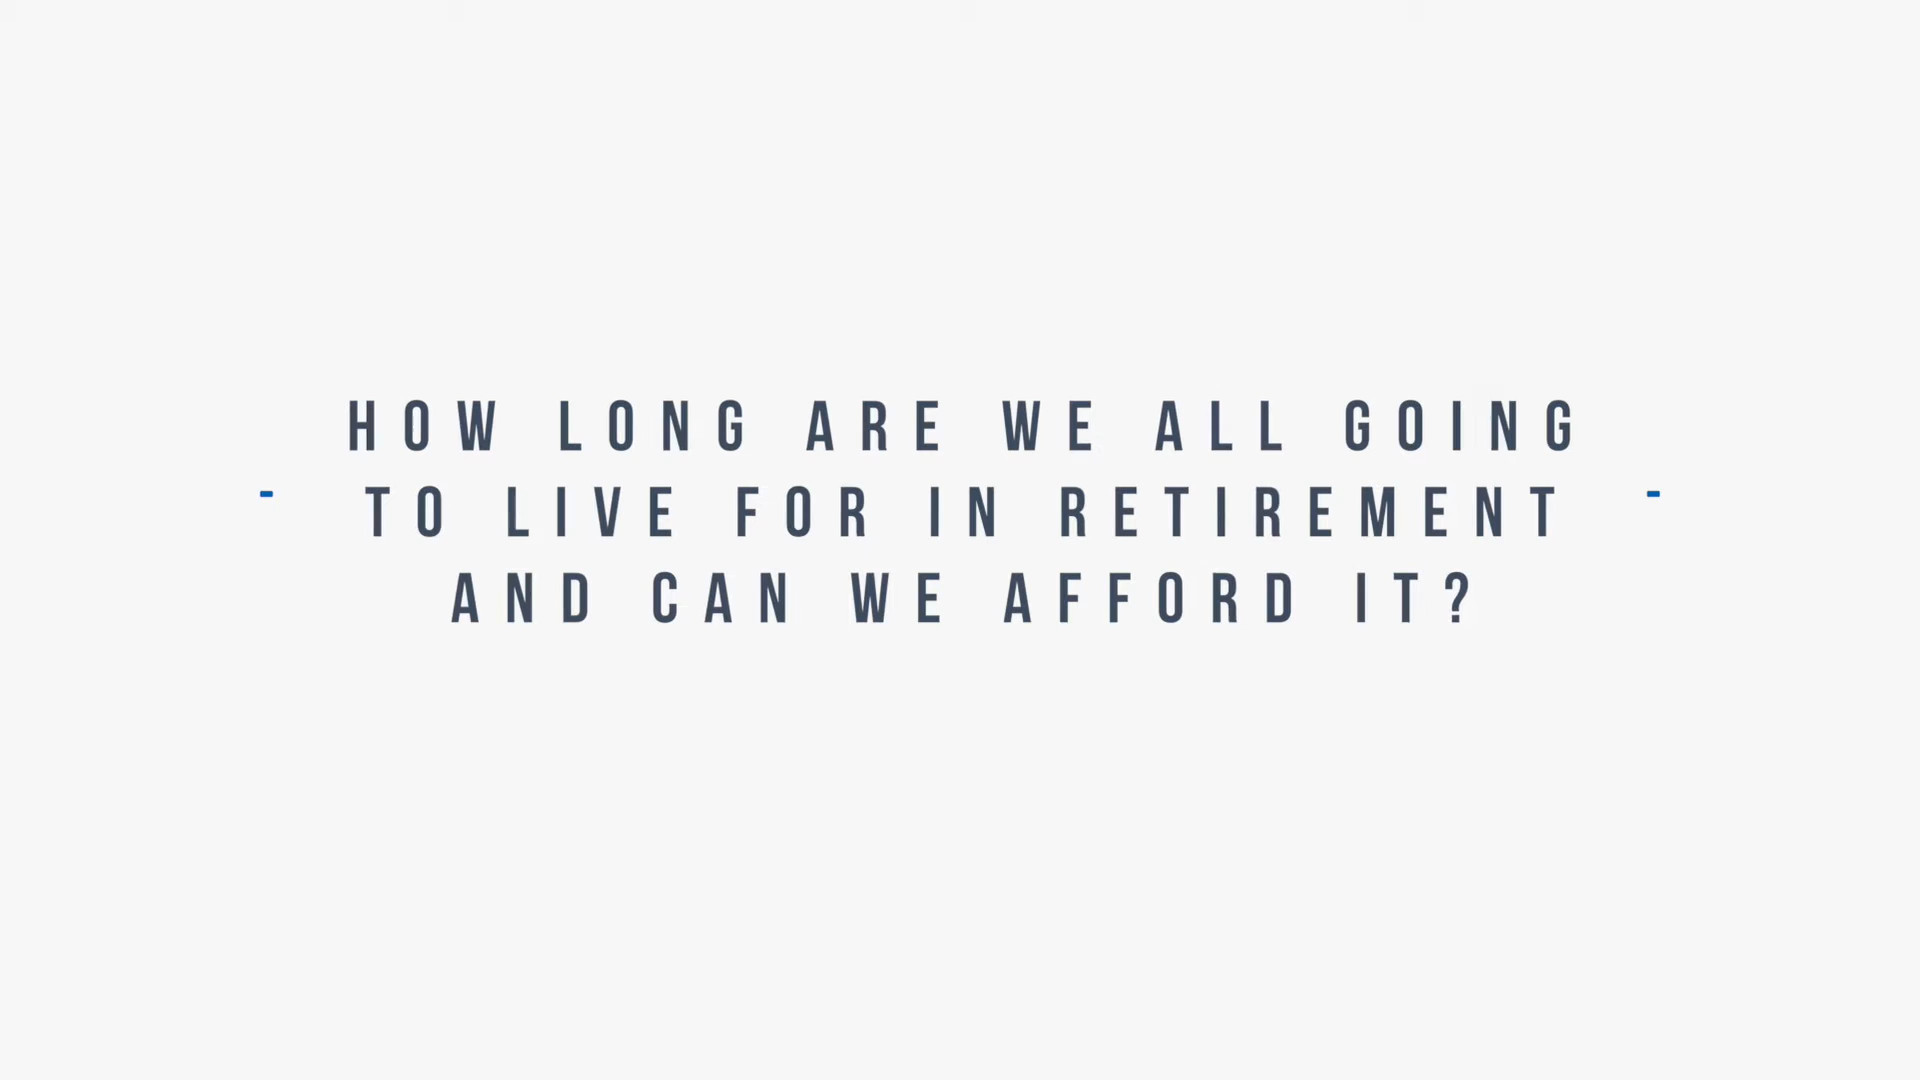 HOW LONG ARE WE ALL GOING
TO LIVE FOR IN RETIREMENT
AND CAN WE AFFORD IT?